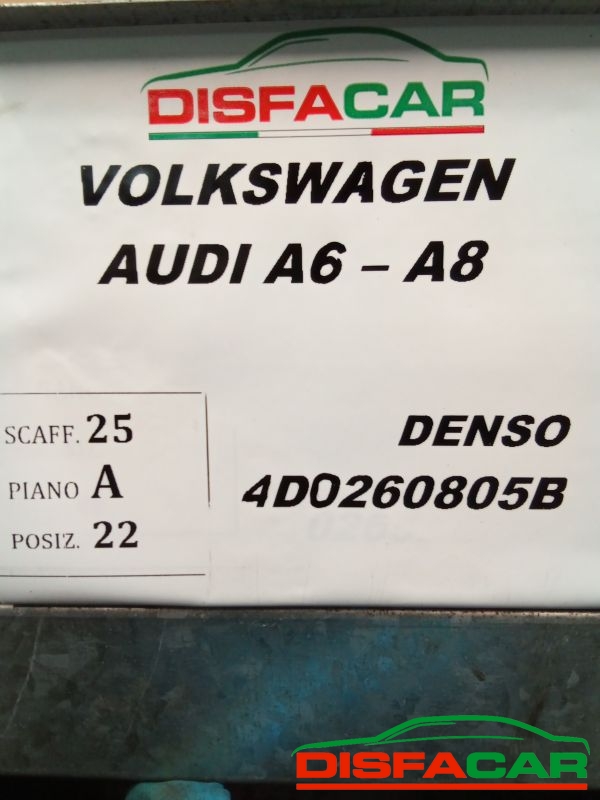 DISFACAR
VOLKSWAGEN
AUDI A6 – A8
SCAFF. 25
PIANO A
POSIZ. 22
DENSO
4D0260805B
DISFACAR